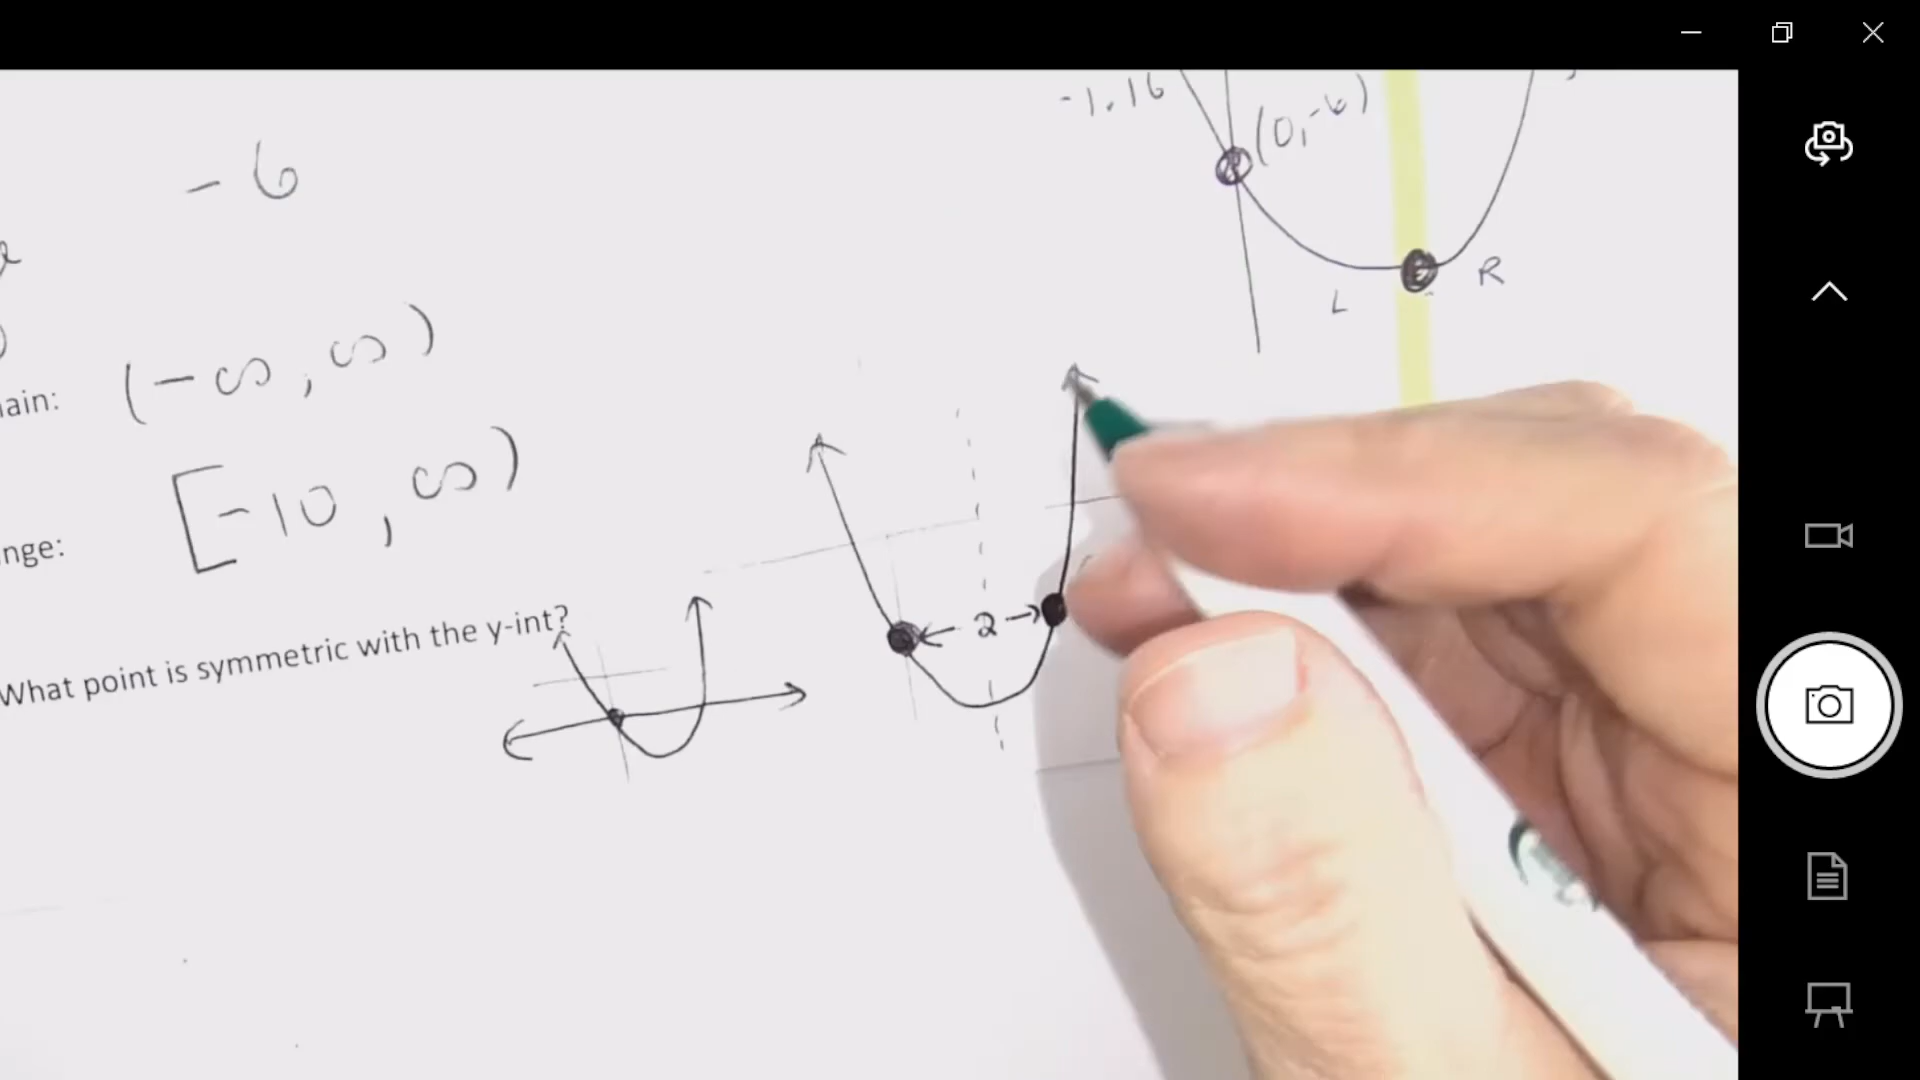 -1.16
(0,-6)
-6
L
R
ain: (-∞, ∞)
nge: [-10, ∞)
What point is symmetric with the y-int?
2